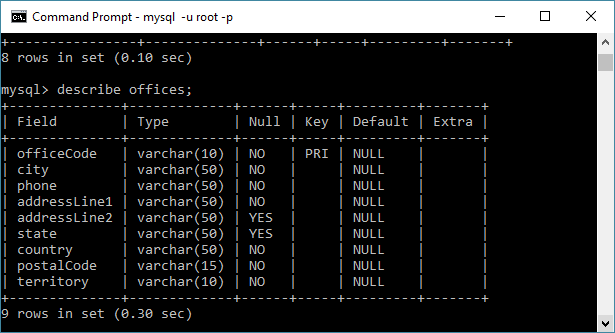 Command Prompt - mysql -u root -p
+---------------+-------------+------+-----+---------+-------+
8 rows in set (0.10 sec)
mysql> describe offices;
+--------------+-------------+------+-----+---------+-------+
| Field        | Type        | Null | Key | Default | Extra |
+--------------+-------------+------+-----+---------+-------+
| officeCode   | varchar(10) | NO   | PRI | NULL    |       |
| city         | varchar(50) | NO   |     | NULL    |       |
| phone        | varchar(50) | NO   |     | NULL    |       |
| addressLine1 | varchar(50) | NO   |     | NULL    |       |
| addressLine2 | varchar(50) | YES  |     | NULL    |       |
| state        | varchar(50) | YES  |     | NULL    |       |
| country      | varchar(50) | NO   |     | NULL    |       |
| postalCode   | varchar(15) | NO   |     | NULL    |       |
| territory    | varchar(10) | NO   |     | NULL    |       |
+--------------+-------------+------+-----+---------+-------+
9 rows in set (0.30 sec)